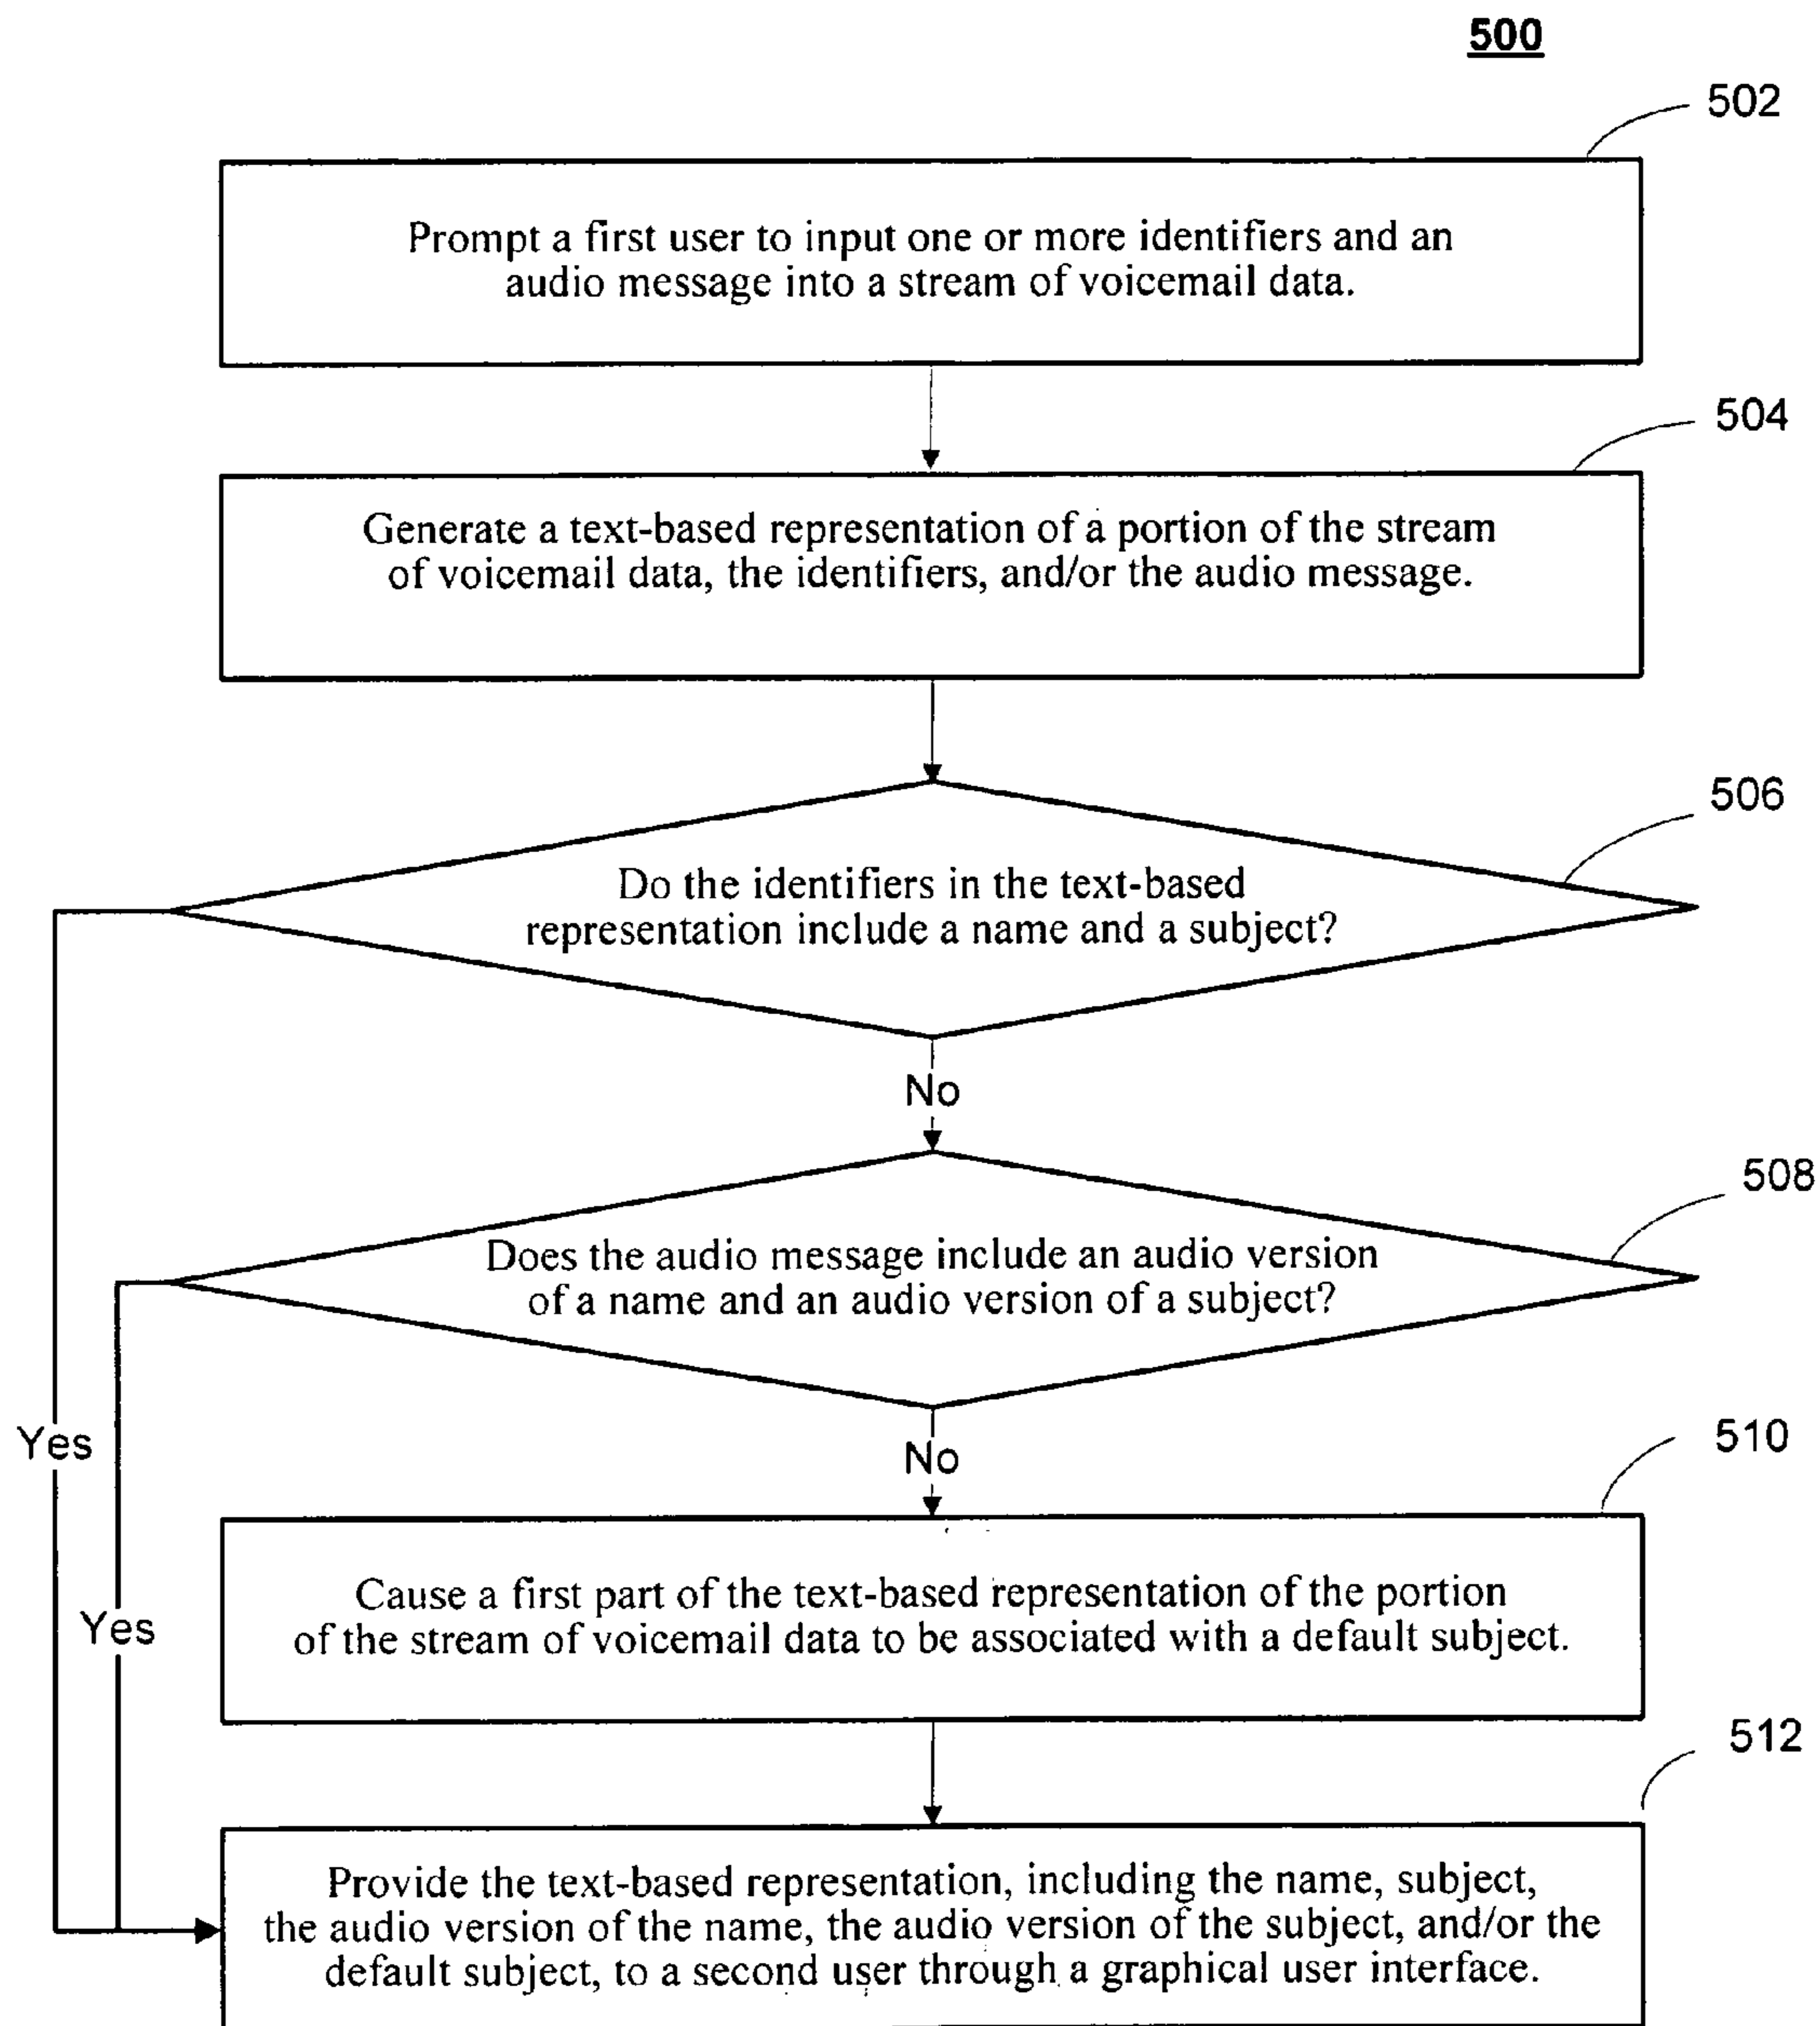 500
502
Prompt a first user to input one or more identifiers and an
audio message into a stream of voicemail data.
504
Generate a text-based representation of a portion of the stream
of voicemail data, the identifiers, and/or the audio message.
506
Do the identifiers in the text-based
representation include a name and a subject?
No
508
Does the audio message include an audio version
of a name and an audio version of a subject?
Yes
No
510
Cause a first part of the text-based representation of the portion
of the stream of voicemail data to be associated with a default subject.
Yes
512
Provide the text-based representation, including the name, subject,
the audio version of the name, the audio version of the subject, and/or the
default subject, to a second user through a graphical user interface.